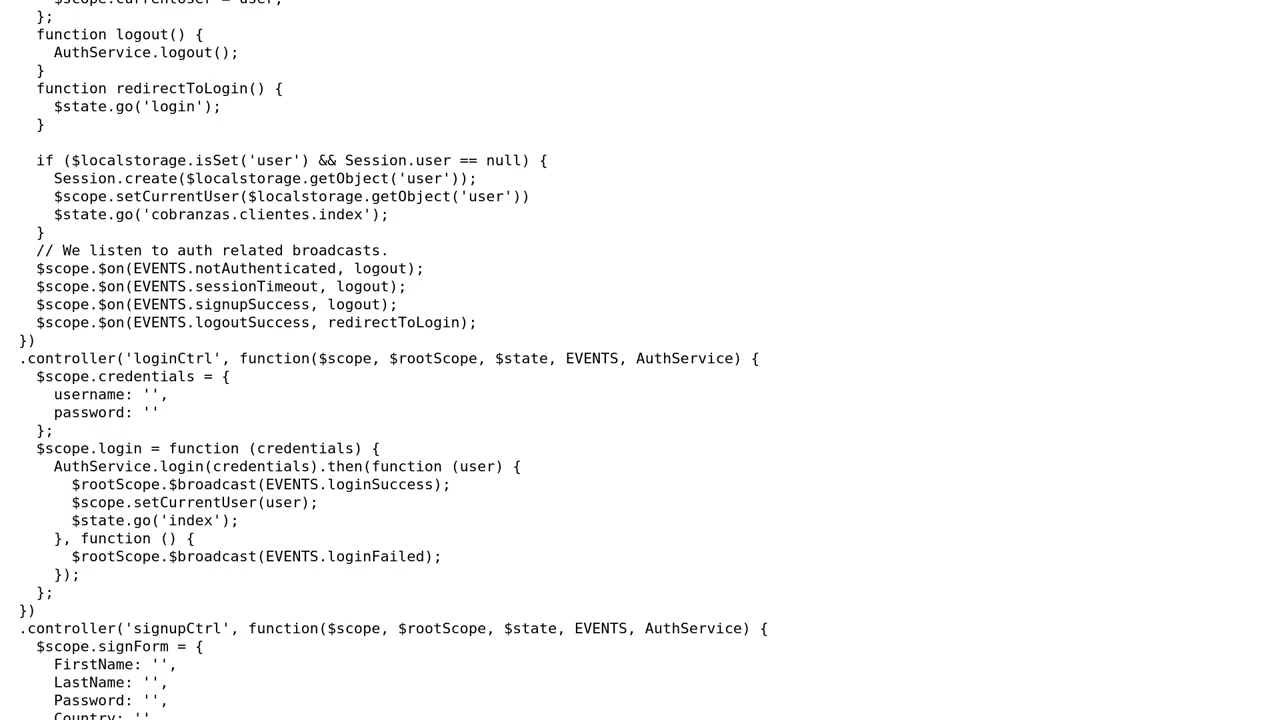 $scope.currentUser = user;
};
function logout() {
AuthService.logout();
}
function redirectToLogin() {
$state.go('login');
}
if ($localstorage.isSet('user') && Session.user == null) {
Session.create($localstorage.getObject('user'));
$scope.setCurrentUser($localstorage.getObject('user'))
$state.go('cobranzas.clientes.index');
}
// We listen to auth related broadcasts.
$scope.$on(EVENTS.notAuthenticated, logout);
$scope.$on(EVENTS.sessionTimeout, logout);
$scope.$on(EVENTS.signupSuccess, logout);
$scope.$on(EVENTS.logoutSuccess, redirectToLogin);
})
.controller('loginCtrl', function($scope, $rootScope, $state, EVENTS, AuthService) {
$scope.credentials = {
username: '',
password: ''
};
$scope.login = function (credentials) {
AuthService.login(credentials).then(function (user) {
$rootScope.$broadcast(EVENTS.loginSuccess);
$scope.setCurrentUser(user);
$state.go('index');
}, function () {
$rootScope.$broadcast(EVENTS.loginFailed);
});
};
})
.controller('signupCtrl', function($scope, $rootScope, $state, EVENTS, AuthService) {
$scope.signForm = {
FirstName: '',
LastName: '',
Password: '',
Country: ''